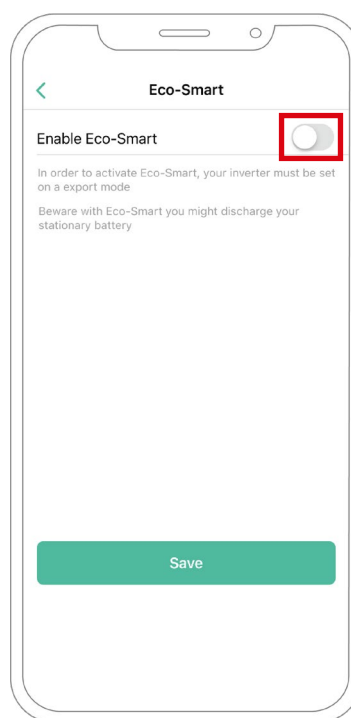 Eco-Smart
Enable Eco-Smart
In order to activate Eco-Smart, your inverter must be set
on a export mode
Beware with Eco-Smart you might discharge your
stationary battery
Save